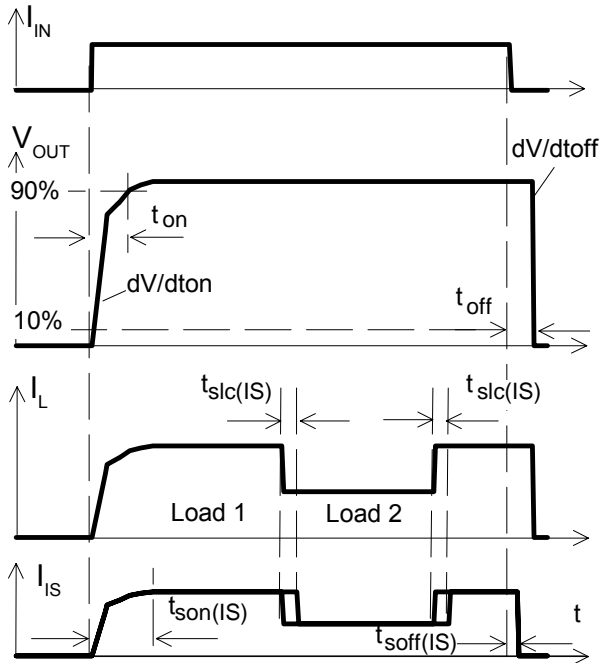 I_IN
V_OUT
dV/dtoff
90%
t_on
dV/dton
t_off
10%
I_L
t_slc(IS) t_slc(IS)
Load 1 Load 2
I_IS
t_son(IS) t_soff(IS) t